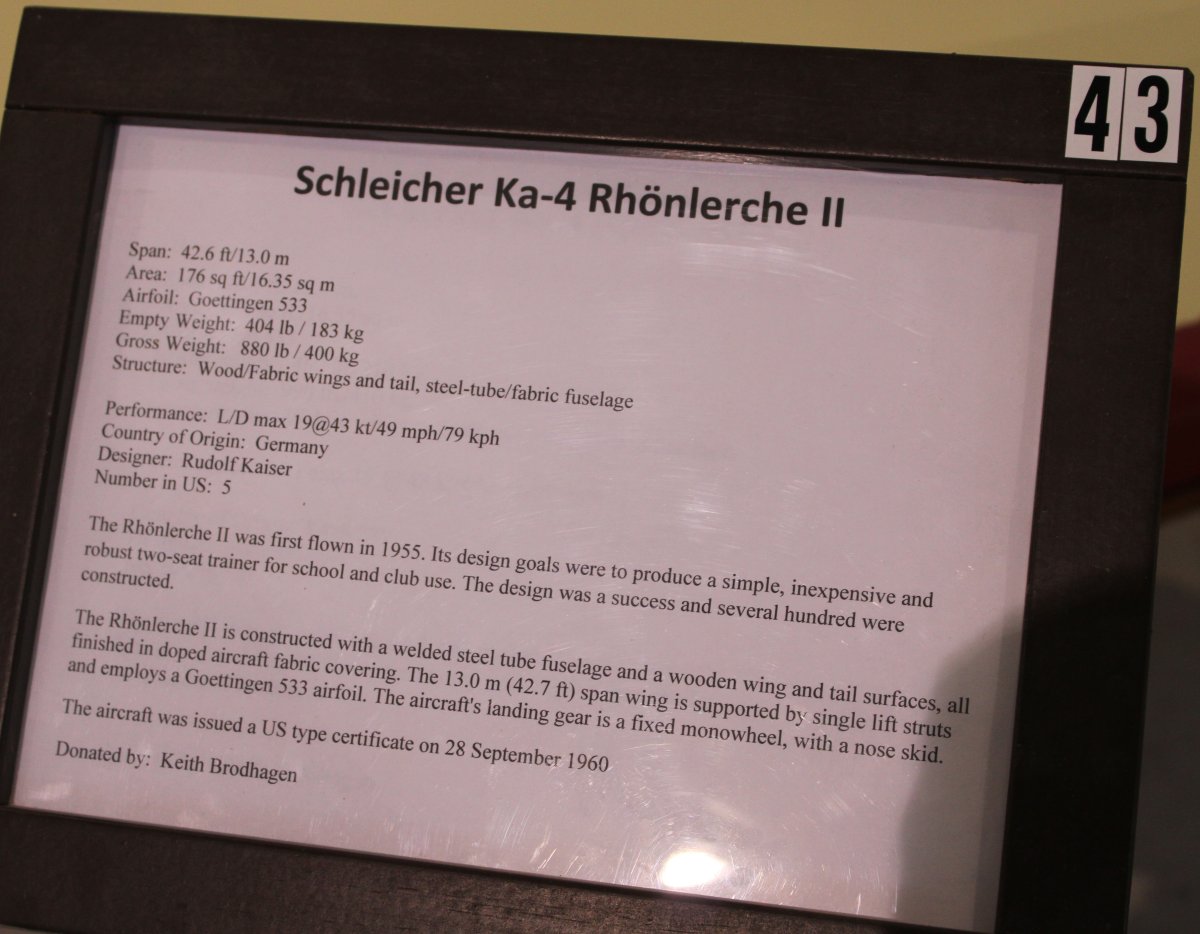 43
Schleicher Ka-4 Rhönlerche II
Span: 42.6 ft/13.0 m
Area: 176 sq ft/16.35 sq m
Airfoil: Goettingen 533
Empty Weight: 404 lb / 183 kg
Gross Weight: 880 lb / 400 kg
Structure: Wood/Fabric wings and tail, steel-tube/fabric fuselage
Performance: L/D max 19@43 kt/49 mph/79 kph
Country of Origin: Germany
Designer: Rudolf Kaiser
Number in US: 5
The Rhönlerche II was first flown in 1955. Its design goals were to produce a simple, inexpensive and
robust two-seat trainer for school and club use. The design was a success and several hundred were
constructed.
The Rhönlerche II is constructed with a welded steel tube fuselage and a wooden wing and tail surfaces, all
finished in doped aircraft fabric covering. The 13.0 m (42.7 ft) span wing is supported by single lift struts
and employs a Goettingen 533 airfoil. The aircraft's landing gear is a fixed monowheel, with a nose skid.
The aircraft was issued a US type certificate on 28 September 1960
Donated by: Keith Brodhagen